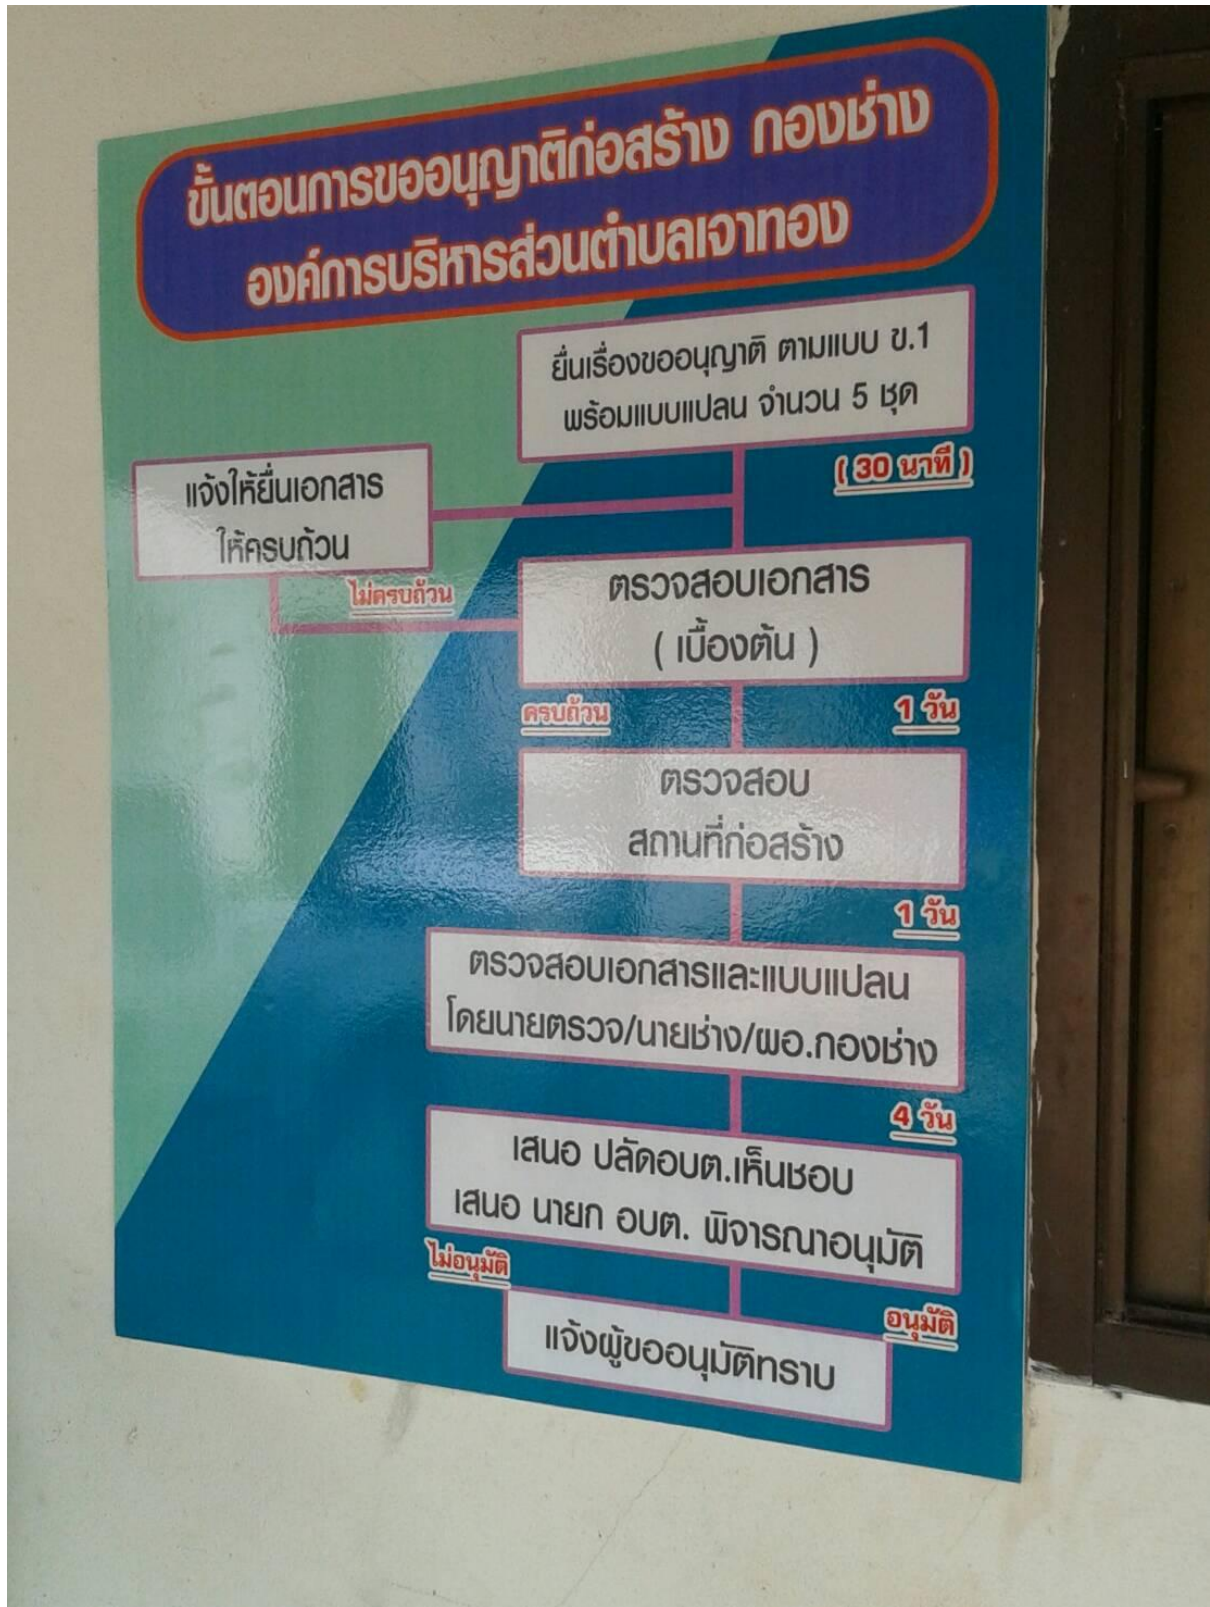 ขั้นตอนการขออนุญาติก่อสร้าง กองช่าง
องค์การบริหารส่วนตำบลเจาทอง
ยื่นเรื่องขออนุญาติ ตามแบบ ข.1
พร้อมแบบแปลน จำนวน 5 ชุด
( 30 นาที )
แจ้งให้ยื่นเอกสาร
ให้ครบถ้วน
ไม่ครบถ้วน
ตรวจสอบเอกสาร
( เบื้องต้น )
ครบถ้วน
1 วัน
ตรวจสอบ
สถานที่ก่อสร้าง
1 วัน
ตรวจสอบเอกสารและแบบแปลน
โดยนายตรวจ/นายช่าง/ผอ.กองช่าง
4 วัน
เสนอ ปลัดอบต.เห็นชอบ
เสนอ นายก อบต. พิจารณาอนุมัติ
ไม่อนุมัติ
อนุมัติ
แจ้งผู้ขออนุมัติทราบ